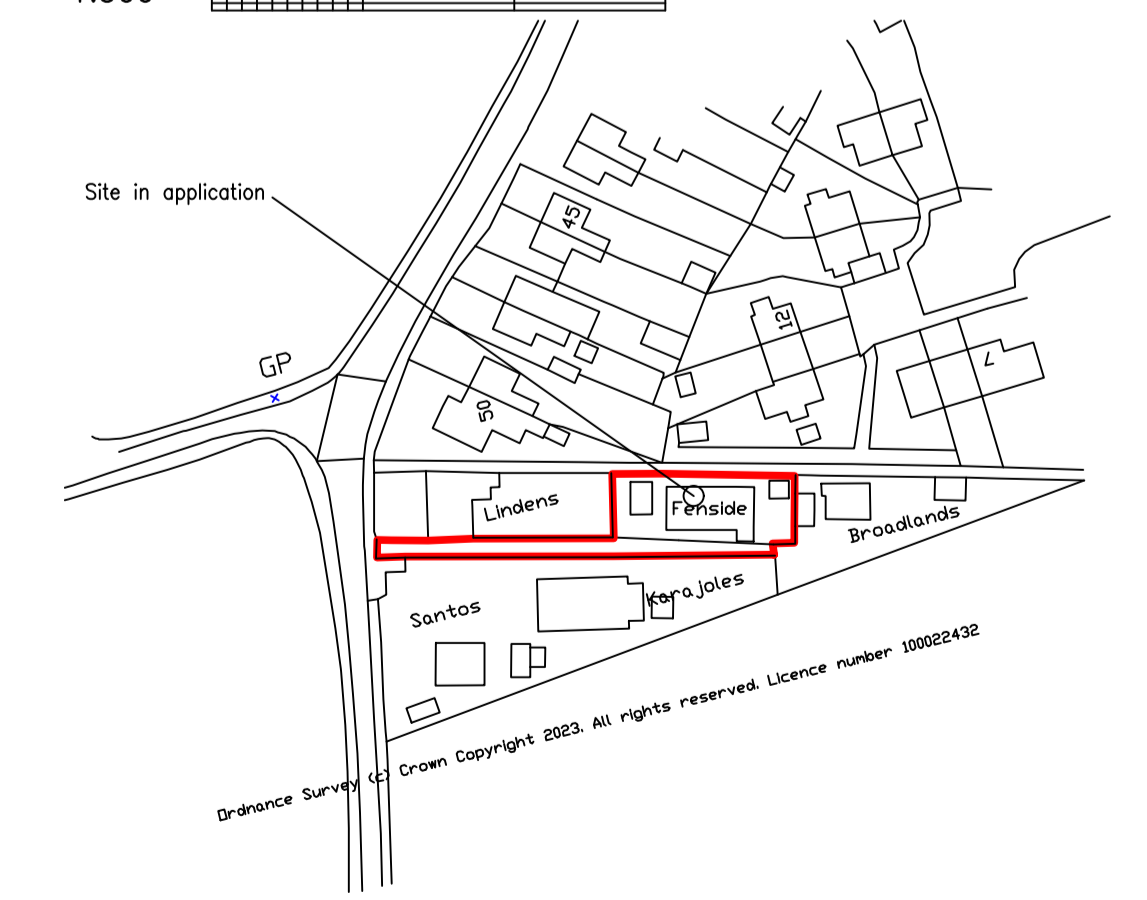 Site in application
45
12
7
GP
50
Lindens
Fenside
Broadlands
Karajoles
Santos
Ordnance Survey (c) Crown Copyright 2023. All rights reserved. Licence number 100022432